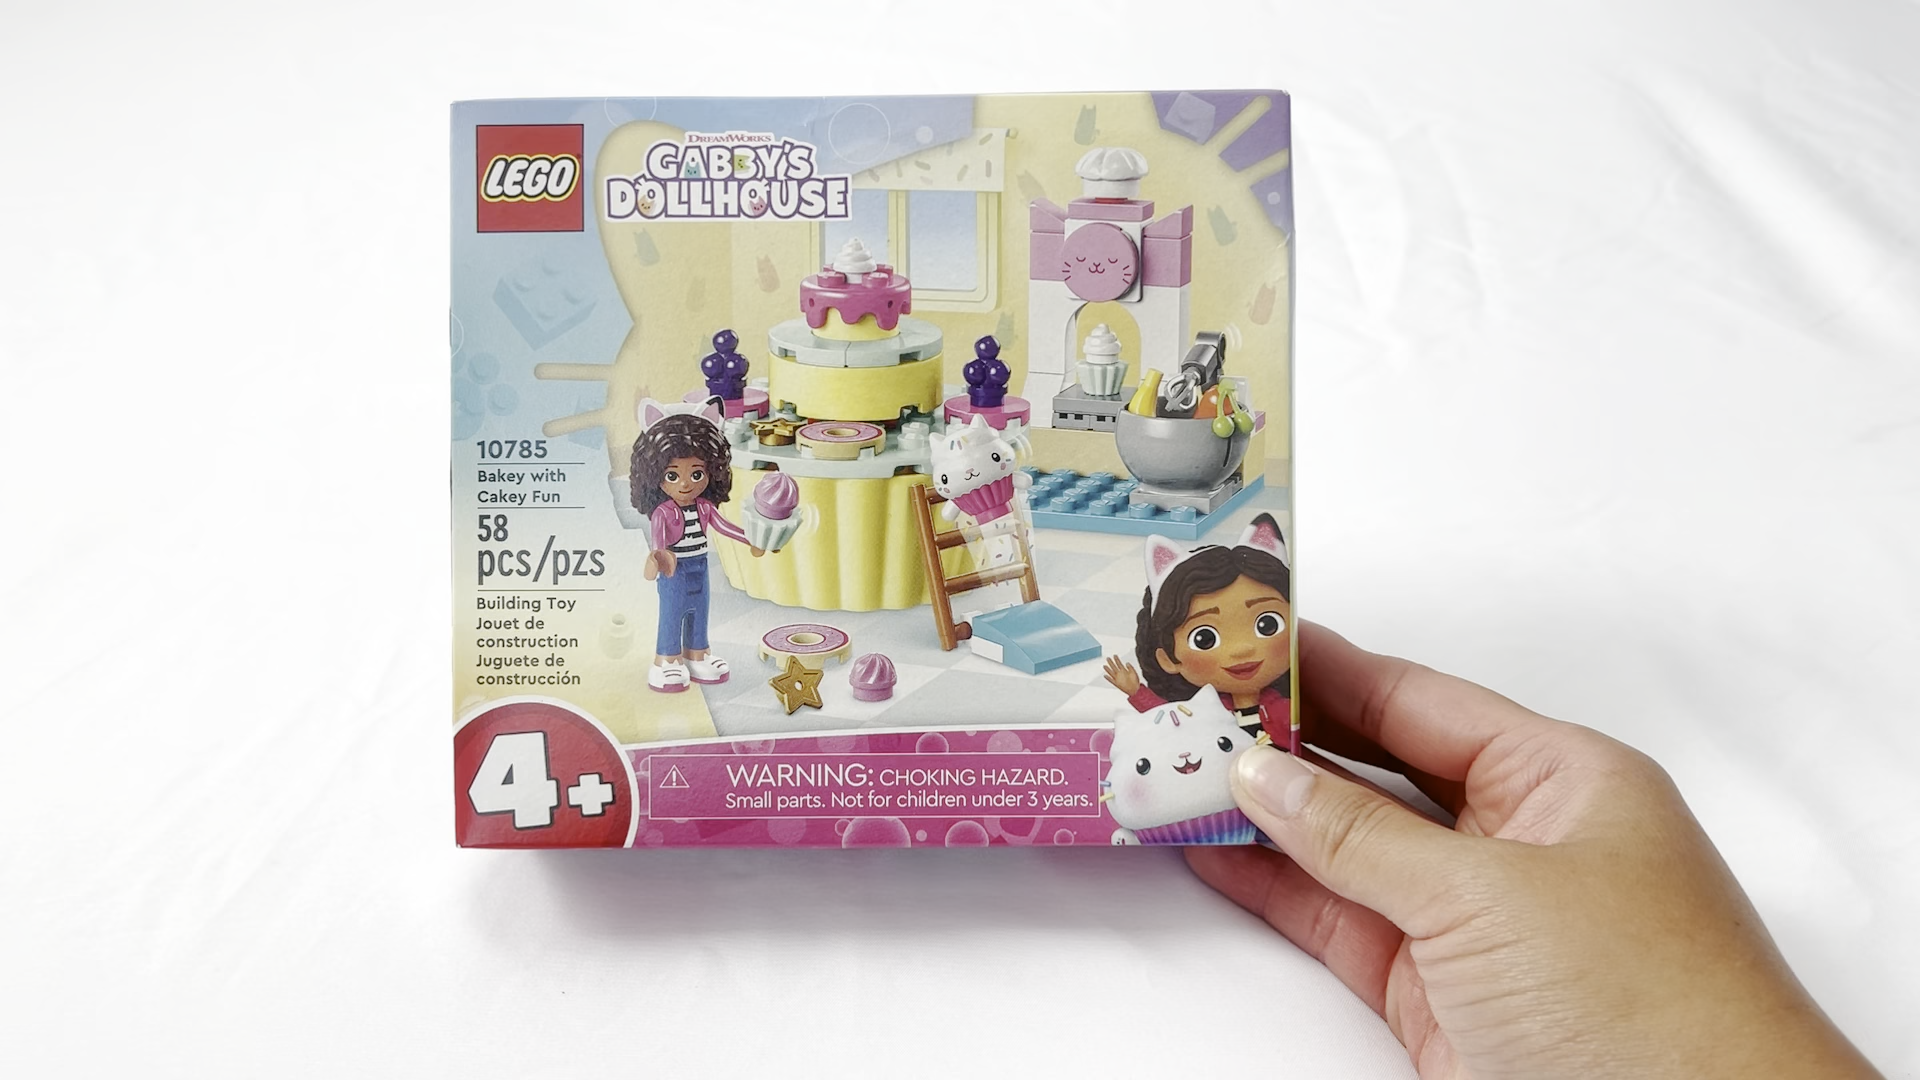 LEGO
DREAMWORKS
GABBY'S
DOLLHOUSE
10785
Bakey with
Cakey Fun
58
pcs/pzs
Building Toy
Jouet de
construction
Juguete de
construcción
4+
WARNING: CHOKING HAZARD.
Small parts. Not for children under 3 years.